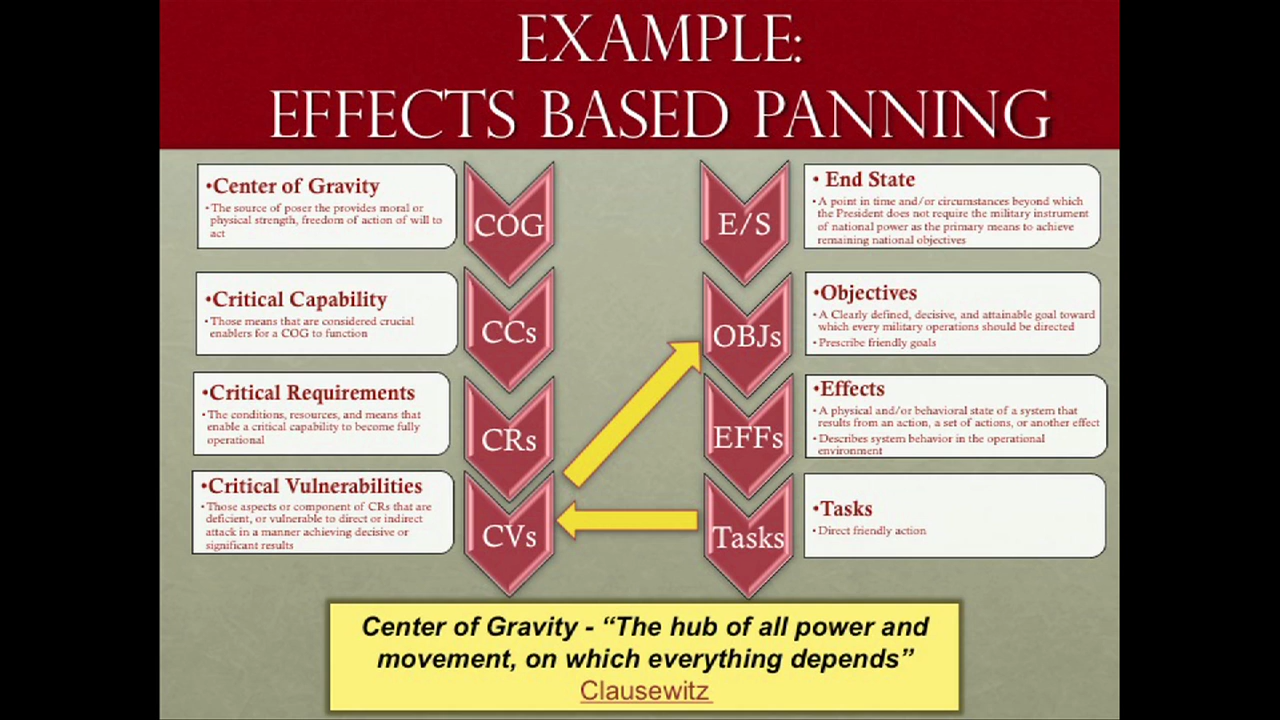 EXAMPLE:
EFFECTS BASED PANNING
•Center of Gravity
•The source of poser the provides moral or
physical strength, freedom of action of will to
act
COG
•Critical Capability
•Those means that are considered crucial
enablers for a COG to function
CCs
•Critical Requirements
•The conditions, resources, and means that
enable a critical capability to become fully
operational
CRs
•Critical Vulnerabilities
•Those aspects or component of CRs that are
deficient, or vulnerable to direct or indirect
attack in a manner achieving decisive or
significant results
CVs
E/S
• End State
•A point in time and/or circumstances beyond which
the President does not require the military instrument
of national power as the primary means to achieve
remaining national objectives
OBJs
•Objectives
•A Clearly defined, decisive, and attainable goal toward
which every military operations should be directed
•Prescribe friendly goals
EFFs
•Effects
•A physical and/or behavioral state of a system that
results from an action, a set of actions, or another effect
•Describes system behavior in the operational
environment
Tasks
•Tasks
•Direct friendly action
Center of Gravity - “The hub of all power and
movement, on which everything depends”
Clausewitz